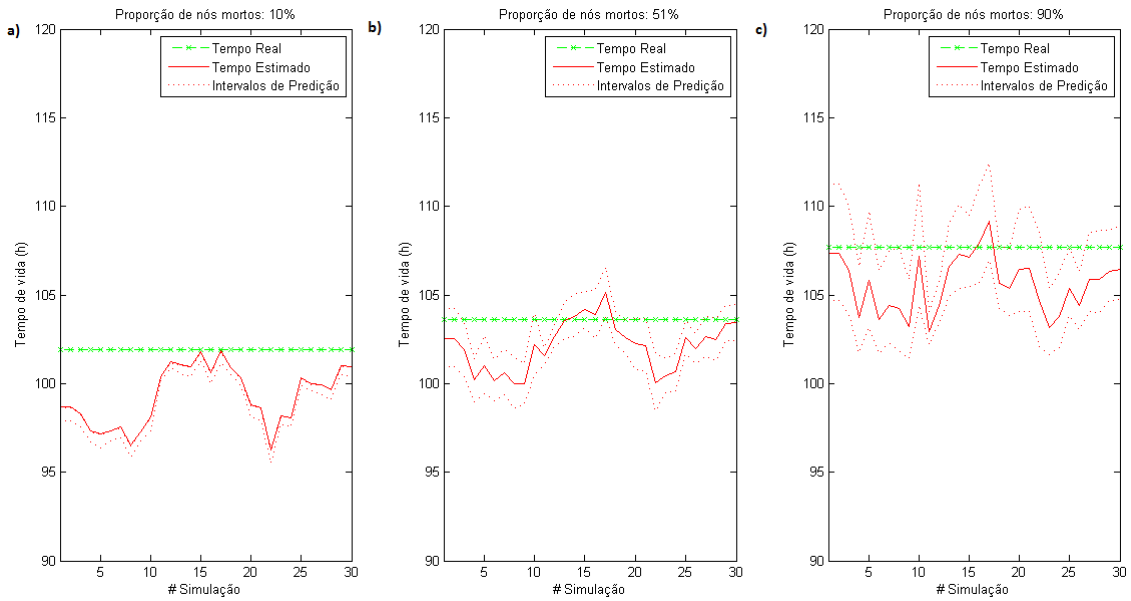 a)
Proporção de nós mortos: 10%
120
115
110
105
100
95
90
Tempo de vida (h)
Tempo Real
Tempo Estimado
Intervalos de Predição
5
10
15
20
25
30
# Simulação
b)
Proporção de nós mortos: 51%
120
115
110
105
100
95
90
Tempo de vida (h)
Tempo Real
Tempo Estimado
Intervalos de Predição
5
10
15
20
25
30
# Simulação
c)
Proporção de nós mortos: 90%
120
115
110
105
100
95
90
Tempo de vida (h)
Tempo Real
Tempo Estimado
Intervalos de Predição
5
10
15
20
25
30
# Simulação